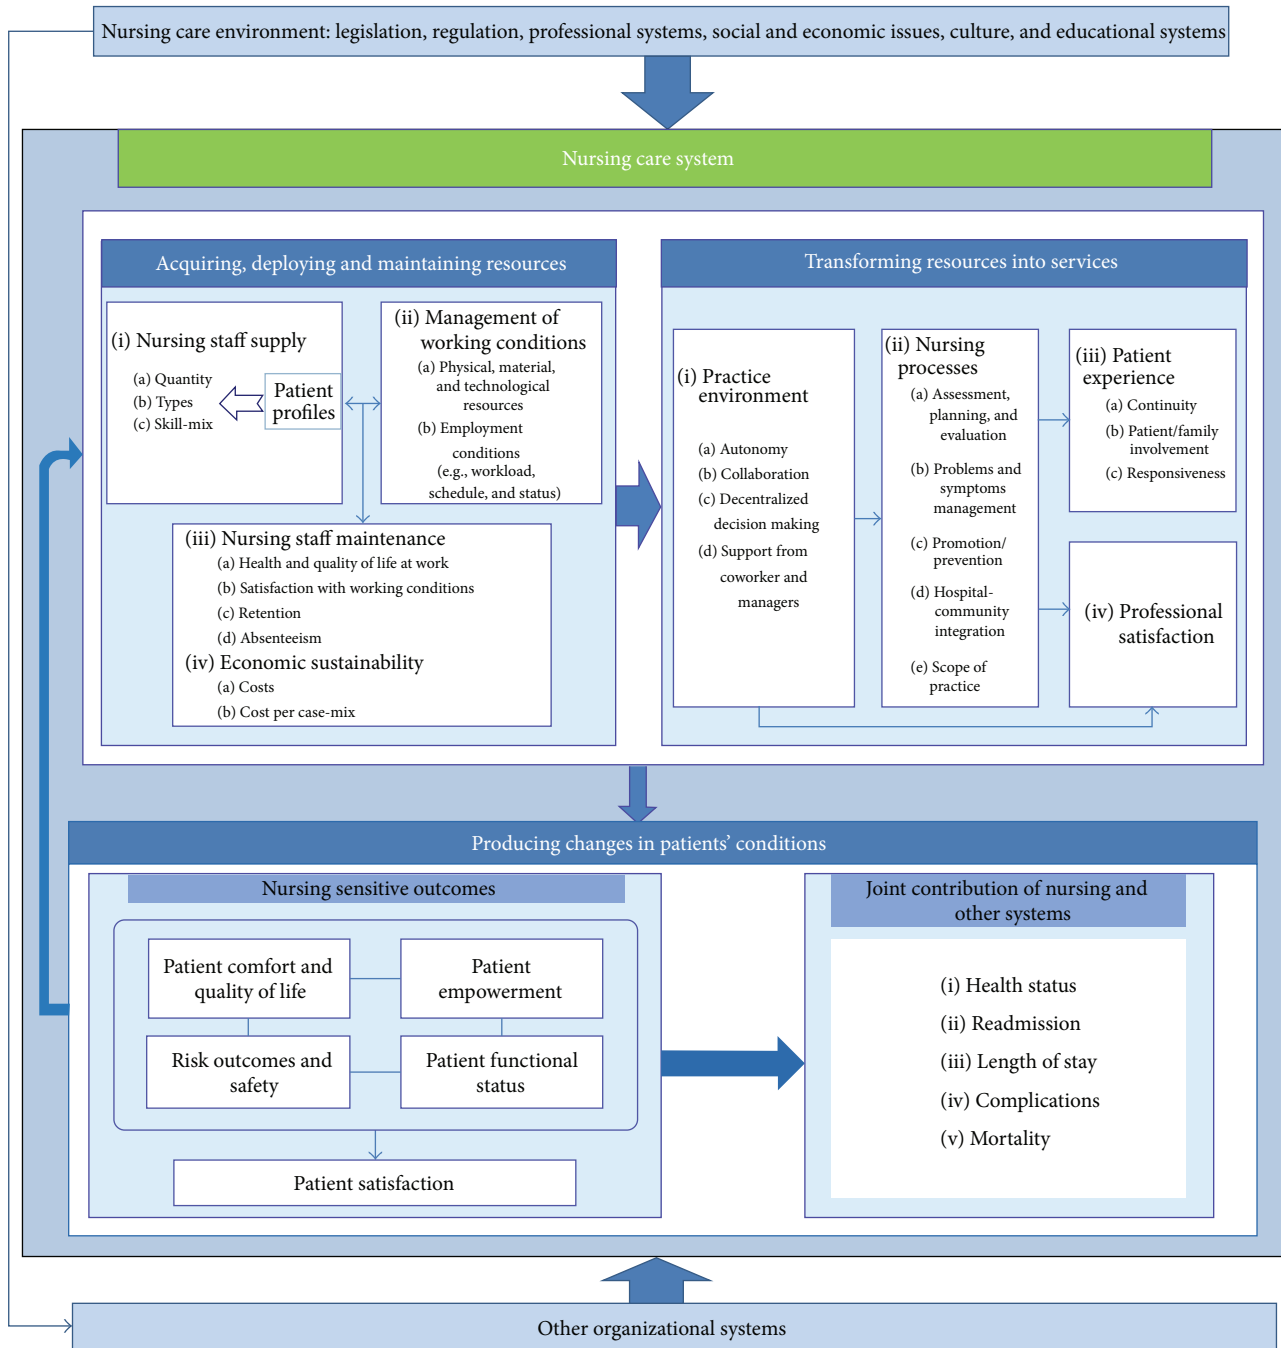 Nursing care environment: legislation, regulation, professional systems, social and economic issues, culture, and educational systems
Nursing care system
Acquiring, deploying and maintaining resources
(i) Nursing staff supply
(a) Quantity
(b) Types
(c) Skill-mix
Patient
profiles
(ii) Management of
working conditions
(a) Physical, material,
and technological
resources
(b) Employment
conditions
(e.g., workload,
schedule, and status)
(iii) Nursing staff maintenance
(a) Health and quality of life at work
(b) Satisfaction with working conditions
(c) Retention
(d) Absenteeism
(iv) Economic sustainability
(a) Costs
(b) Cost per case-mix
Transforming resources into services
(i) Practice
environment
(a) Autonomy
(b) Collaboration
(c) Decentralized
decision making
(d) Support from
coworker and
managers
(ii) Nursing
processes
(a) Assessment,
planning, and
evaluation
(b) Problems and
symptoms
management
(c) Promotion/
prevention
(d) Hospital-
community
integration
(e) Scope of
practice
(iii) Patient
experience
(a) Continuity
(b) Patient/family
involvement
(c) Responsiveness
(iv) Professional
satisfaction
Producing changes in patients’ conditions
Nursing sensitive outcomes
Patient comfort and
quality of life
Patient
empowerment
Risk outcomes and
safety
Patient functional
status
Patient satisfaction
Joint contribution of nursing and
other systems
(i) Health status
(ii) Readmission
(iii) Length of stay
(iv) Complications
(v) Mortality
Other organizational systems